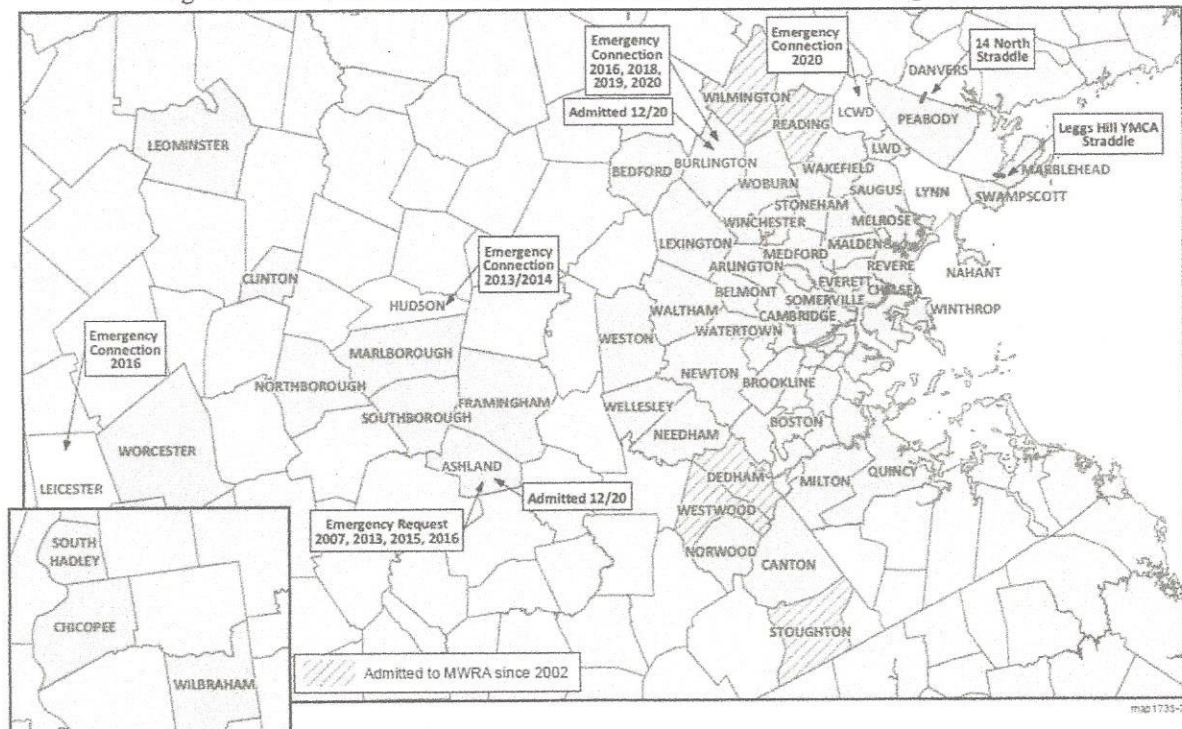 Emergency
Connection
2016, 2018,
2019, 2020
Admitted 12/20
Emergency
Connection
2020
14 North
Straddle
DANVERS
WILMINGTON
LCWD
PEABODY
READING
Leggs Hill YMCA
Straddle
LEOMINSTER
BURLINGTON
BEDFORD
LWD
WAKEFIELD
MARBLEHEAD
WOBURN
SAUGUS
LYNN
SWAMPSCOTT
STONEHAM
WINCHESTER
MELROSE
LEXINGTON
MALDEN
MEDFORD
Emergency
Connection
2013/2014
ARLINGTON
REVERE
NAHANT
CLINTON
EVERETT
CHELSEA
BELMONT
SOMERVILLE
HUDSON
WALTHAM
CAMBRIDGE
WINTHROP
WATERTOWN
WESTON
Emergency
Connection
2016
MARLBOROUGH
NEWTON
BROOKLINE
NORTHBOROUGH
FRAMINGHAM
SOUTHBOROUGH
WELLESLEY
BOSTON
NEEDHAM
WORCESTER
ASHLAND
QUINCY
DEDHAM
MILTON
LEICESTER
Admitted 12/20
WESTWOOD
Emergency Request
2007, 2013, 2015, 2016
NORWOOD
CANTON
SOUTH
HADLEY
CHICOPEE
STOUGHTON
WILBRAHAM
Admitted to MWRA since 2002